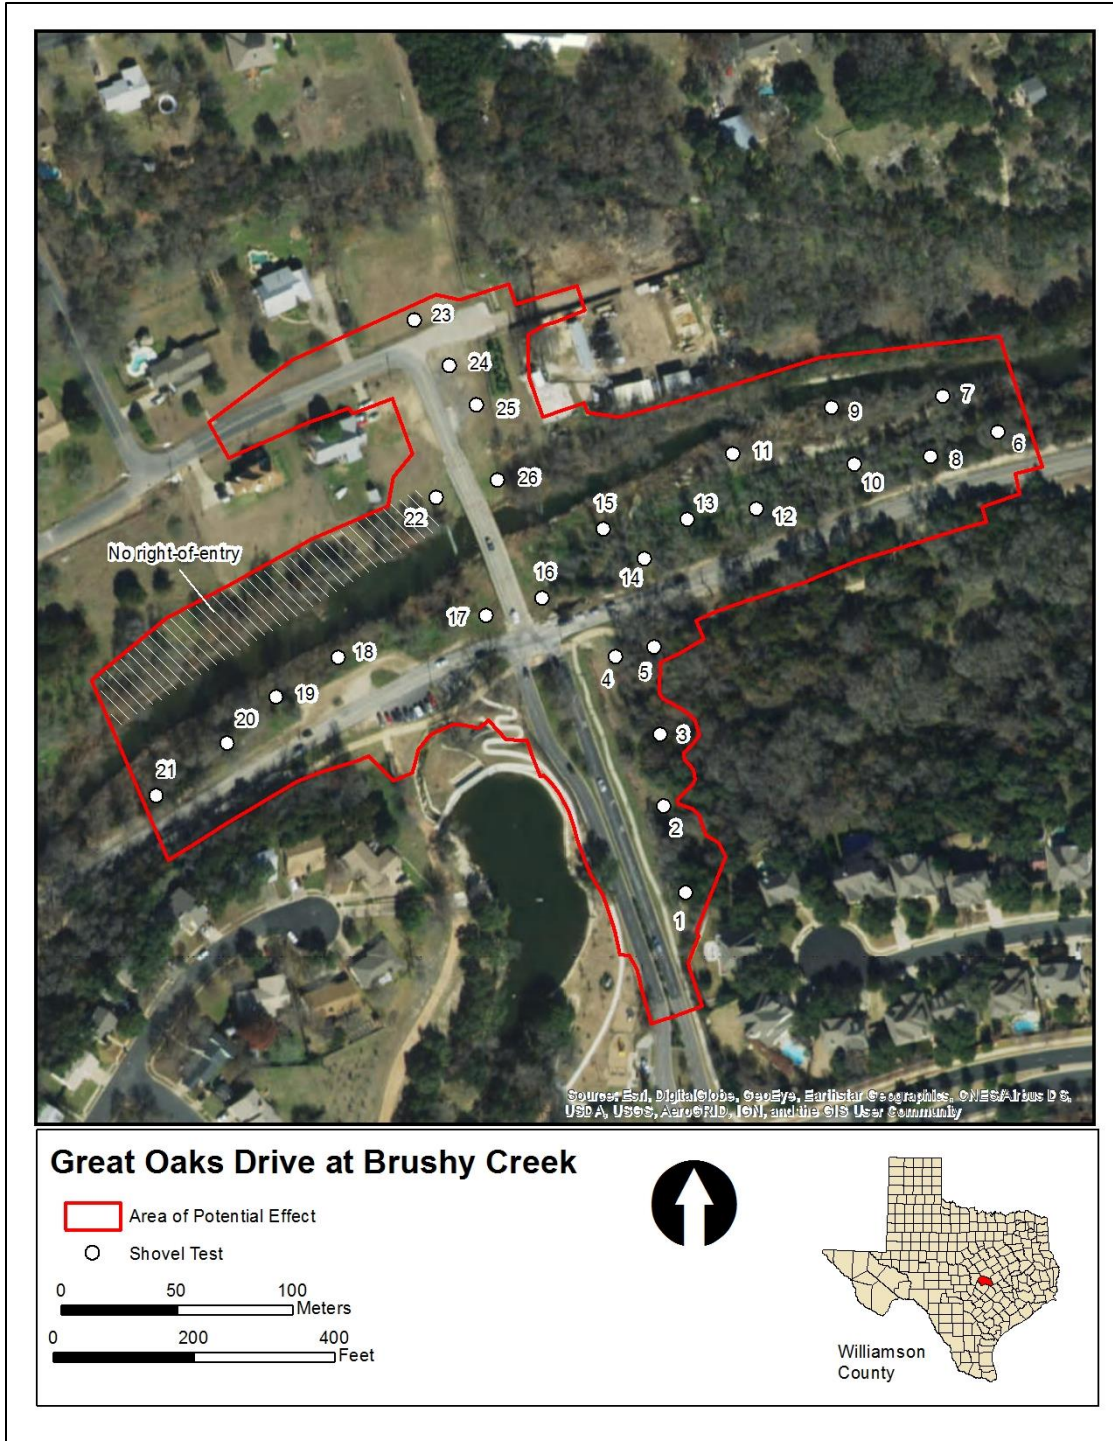 23
24
25
7
9
6
11
8
26
10
15
13
12
22
No right-of-entry
14
16
17
18
5
4
19
20
3
21
2
1
Source: Esri, DigitalGlobe, GeoEye, Earthstar Geographics, CNES/Airbus DS,
USDA, USGS, AeroGRID, IGN, and the GIS User Community
Great Oaks Drive at Brushy Creek
Area of Potential Effect
Shovel Test
0 50 100
Meters
0 200 400
Feet
Williamson
County